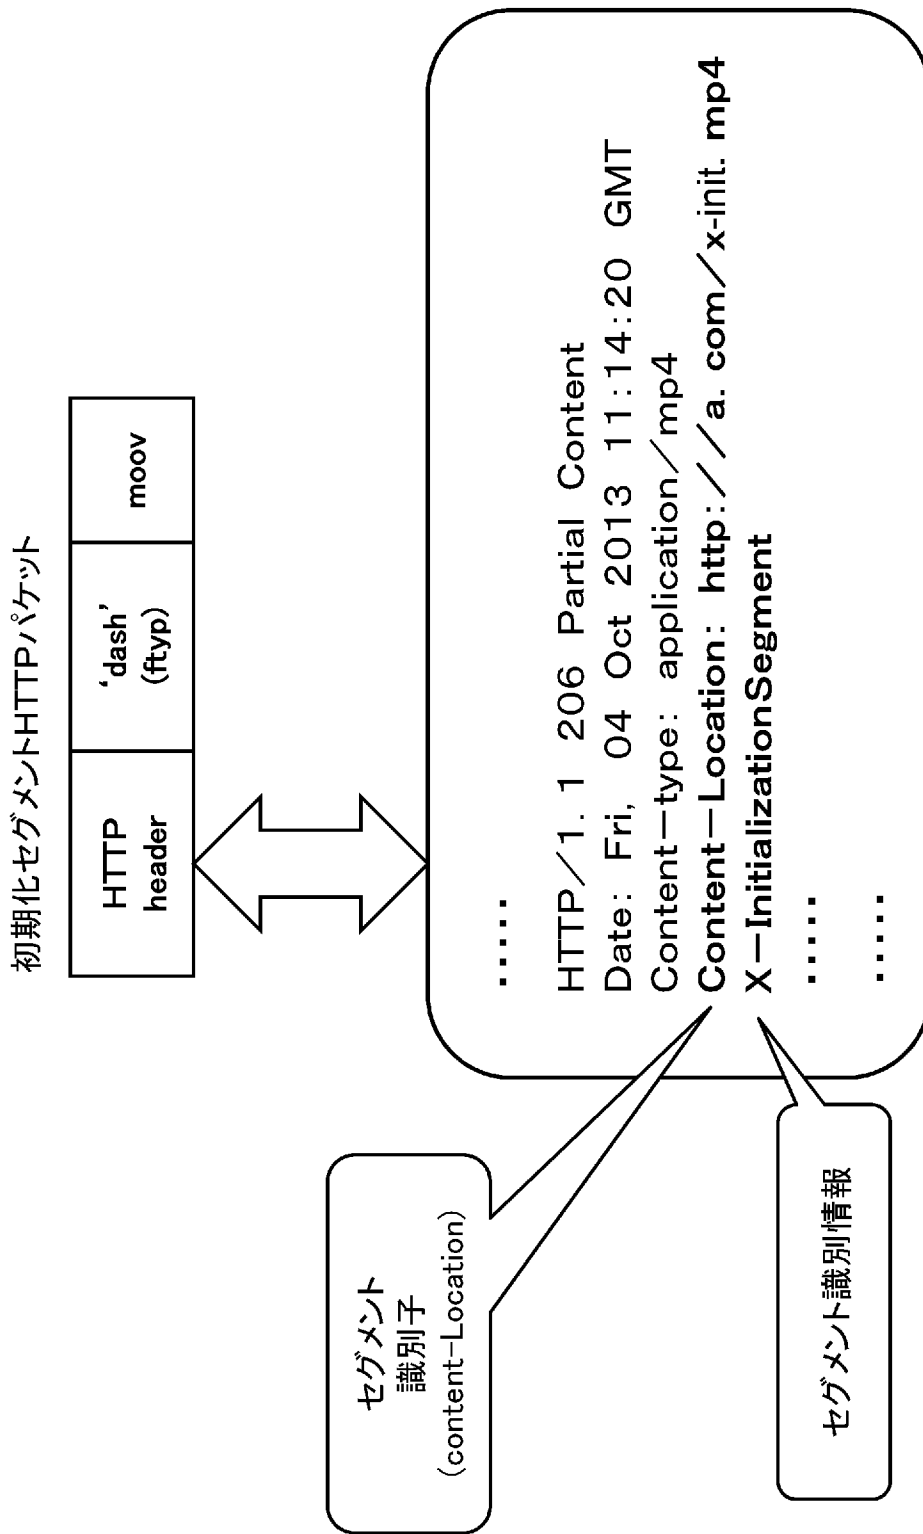 初期化セグメントHTTPパケット
HTTP
header
‘dash’
(ftyp)
moov
.....
HTTP/1. 1 206 Partial Content
Date: Fri, 04 Oct 2013 11:14:20 GMT
Content-type: application/mp4
Content-Location: http://a. com/x-init. mp4
X-InitializationSegment
.....
.....
セグメント
識別子
(content-Location)
セグメント識別情報